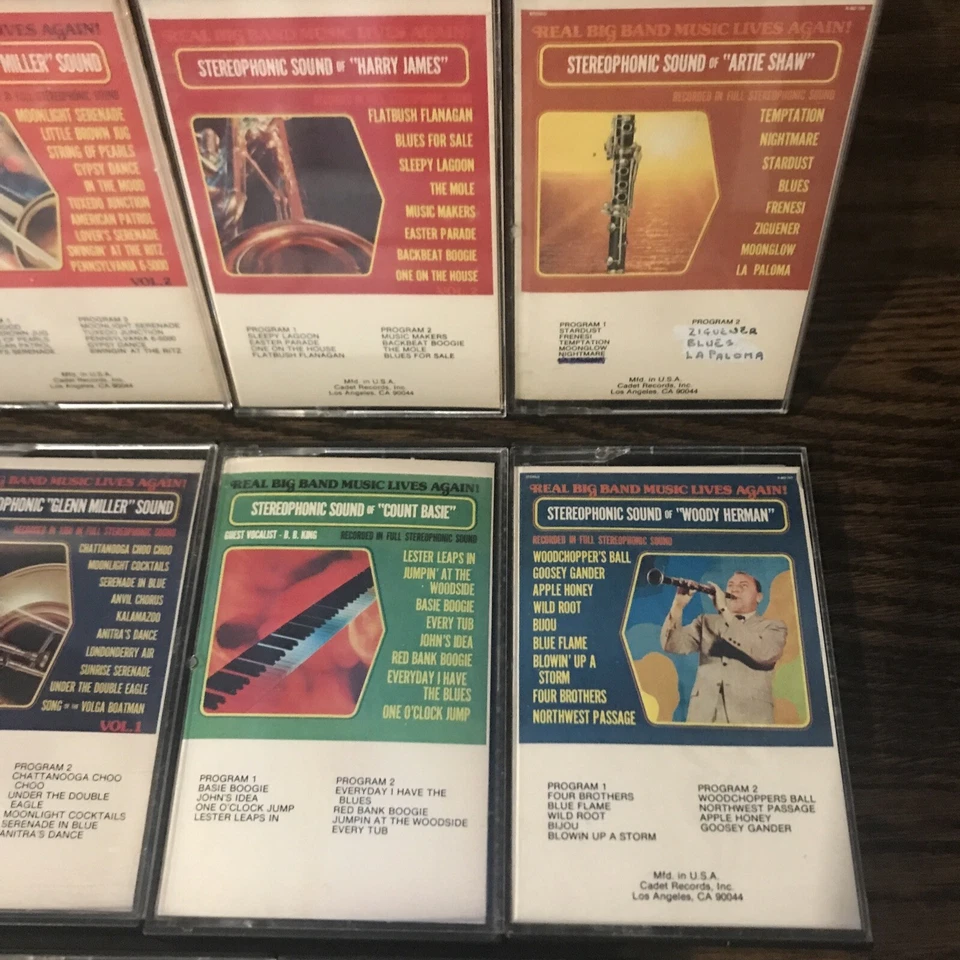 LIVES AGAIN!
MILLER" SOUND
MOONLIGHT SERENADE
LITTLE BROWN JUG
STRING OF PEARLS
GYPSY DANCE
IN THE MOOD
TUXEDO JUNCTION
AMERICAN PATROL
LOVER'S SERENADE
SWINGIN' AT THE RITZ
PENNSYLVANIA 6-5000
VOL.2
PROGRAM 2
MOONLIGHT SERENADE
TUXEDO JUNCTION
PENNSYLVANIA 6-5000
GYPSY DANCE
SWINGIN' AT THE RITZ
Mfd. in U.S.A.
Cadet Records, Inc.
Los Angeles, CA 90044
REAL BIG BAND MUSIC LIVES AGAIN!
STEREOPHONIC SOUND OF "HARRY JAMES"
FLATBUSH FLANAGAN
BLUES FOR SALE
SLEEPY LAGOON
THE MOLE
MUSIC MAKERS
EASTER PARADE
BACKBEAT BOOGIE
ONE ON THE HOUSE
VOL. 2
PROGRAM 1
SLEEPY LAGOON
EASTER PARADE
ONE ON THE HOUSE
FLATBUSH FLANAGAN
PROGRAM 2
MUSIC MAKERS
BACKBEAT BOOGIE
THE MOLE
BLUES FOR SALE
Mfd. in U.S.A.
Cadet Records, Inc.
Los Angeles, CA 90044
REAL BIG BAND MUSIC LIVES AGAIN!
STEREOPHONIC SOUND OF "ARTIE SHAW"
RECORDED IN FULL STEREOPHONIC SOUND
TEMPTATION
NIGHTMARE
STARDUST
BLUES
FRENESI
ZIGUENER
MOONGLOW
LA PALOMA
PROGRAM 1
STARDUST
FRENESI
TEMPTATION
MOONGLOW
NIGHTMARE
PROGRAM 2
ZIGUENER
BLUES
LA PALOMA
Mfd. in U.S.A.
Cadet Records, Inc.
Los Angeles, CA 90044
BIG BAND MUSIC LIVES AGAIN!
"GLENN MILLER" SOUND
IN FULL STEREOPHONIC SOUND
CHATTANOOGA CHOO CHOO
MOONLIGHT COCKTAILS
SERENADE IN BLUE
ANVIL CHORUS
KALAMAZOO
ANITRA'S DANCE
LONDONDERRY AIR
SUNRISE SERENADE
UNDER THE DOUBLE EAGLE
SONG OF THE VOLGA BOATMAN
VOL.1
PROGRAM 2
CHATTANOOGA CHOO
CHOO
UNDER THE DOUBLE
EAGLE
MOONLIGHT COCKTAILS
SERENADE IN BLUE
ANITRA'S DANCE
REAL BIG BAND MUSIC LIVES AGAIN!
STEREOPHONIC SOUND OF "COUNT BASIE"
GUEST VOCALIST - B. B. KING
RECORDED IN FULL STEREOPHONIC SOUND
LESTER LEAPS IN
JUMPIN' AT THE
WOODSIDE
BASIE BOOGIE
EVERY TUB
JOHN'S IDEA
RED BANK BOOGIE
EVERYDAY I HAVE
THE BLUES
ONE O'CLOCK JUMP
PROGRAM 1
BASIE BOOGIE
JOHN'S IDEA
ONE O'CLOCK JUMP
LESTER LEAPS IN
PROGRAM 2
EVERYDAY I HAVE THE
BLUES
RED BANK BOOGIE
JUMPIN AT THE WOODSIDE
EVERY TUB
REAL BIG BAND MUSIC LIVES AGAIN!
STEREOPHONIC SOUND OF "WOODY HERMAN"
RECORDED IN FULL STEREOPHONIC SOUND
WOODCHOPPER'S BALL
GOOSEY GANDER
APPLE HONEY
WILD ROOT
BIJOU
BLUE FLAME
BLOWIN' UP A
STORM
FOUR BROTHERS
NORTHWEST PASSAGE
PROGRAM 1
FOUR BROTHERS
BLUE FLAME
WILD ROOT
BIJOU
BLOWIN UP A STORM
PROGRAM 2
WOODCHOPPERS BALL
NORTHWEST PASSAGE
APPLE HONEY
GOOSEY GANDER
Mfd. in U.S.A.
Cadet Records, Inc.
Los Angeles, CA 90044